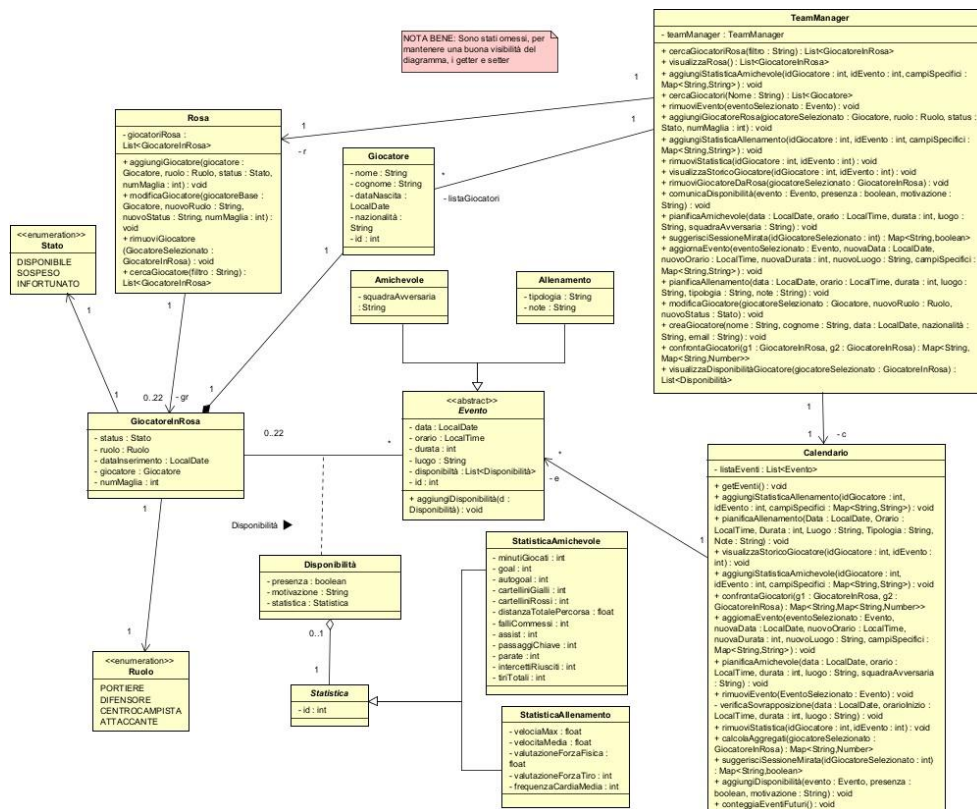 NOTA BENE: Sono stati omessi, per
mantenere una buona visibilità del
diagramma, i getter e setter
TeamManager
- teamManager : TeamManager
+ cercaGiocatoriRosa(filtro : String) : List<GiocatoreInRosa>
+ visualizzaRosa() : List<GiocatoreInRosa>
+ aggiungiStatisticaAmichevole(idGiocatore : int, idEvento : int, campiSpecifici :
Map<String,String>) : void
+ cercaGiocatori(Nome : String) : List<Giocatore>
+ rimuoviEvento(eventoSelezionato : Evento) : void
+ aggiungiGiocatoreRosa(giocatoreSelezionato : Giocatore, ruolo : Ruolo, status :
Stato, numMaglia : int) : void
+ aggiungiStatisticaAllenamento(idGiocatore : int, idEvento : int, campiSpecifici :
Map<String,String>) : void
+ rimuoviStatistica(idGiocatore : int, idEvento : int) : void
+ visualizzaStoricoGiocatore(idGiocatore : int, idEvento : int) : void
+ rimuoviGiocatoreDaRosa(giocatoreSelezionato : GiocatoreInRosa) : void
+ comunicaDisponibilità(evento : Evento, presenza : boolean, motivazione :
String) : void
+ pianificaAmichevole(data : LocalDate, orario : LocalTime, durata : int, luogo :
String, squadraAvversaria : String) : void
+ suggerisciSessioneMirata(idGiocatoreSelezionato : int) : Map<String,boolean>
+ aggiornaEvento(eventoSelezionato : Evento, nuovaData : LocalDate,
nuovoOrario : LocalTime, nuovaDurata : int, nuovoLuogo : String, campiSpecifici :
Map<String,String>) : void
+ pianificaAllenamento(data : LocalDate, orario : LocalTime, durata : int, luogo :
String, tipologia : String, note : String) : void
+ modificaGiocatore(giocatoreSelezionato : Giocatore, nuovoRuolo : Ruolo,
nuovoStatus : Stato) : void
+ creaGiocatore(nome : String, cognome : String, data : LocalDate, nazionalità :
String, email : String) : void
+ confrontaGiocatori(g1 : GiocatoreInRosa, g2 : GiocatoreInRosa) : Map<String,
Map<String,Number>>
+ visualizzaDisponibilitàGiocatore(giocatoreSelezionato : GiocatoreInRosa) :
List<Disponibilità>
1
1
- r
1
*
- listaGiocatori
Rosa
- giocatoriRosa :
List<GiocatoreInRosa>
+ aggiungiGiocatore(giocatore :
Giocatore, ruolo : Ruolo, status :
Stato, numMaglia : int) : void
+ modificaGiocatore(giocatoreBase
: Giocatore, nuovoRuolo : String,
nuovoStatus : String, numMaglia : int) :
void
+ rimuoviGiocatore
(GiocatoreSelezionato :
GiocatoreInRosa) : void
+ cercaGiocatore(filtro : String) :
List<GiocatoreInRosa>
Giocatore
- nome : String
- cognome : String
- dataNascita :
LocalDate
- nazionalità :
String
- id : int
<<enumeration>>
Stato
DISPONIBILE
SOSPESO
INFORTUNATO
1
1
1
0..22
- gr
1
1
Amichevole
- squadraAvversaria
: String
Allenamento
- tipologia : String
- note : String
GiocatoreInRosa
- status : Stato
- ruolo : Ruolo
- dataInserimento : LocalDate
- giocatore : Giocatore
- numMaglia : int
0..22
*
<<abstract>>
Evento
- data : LocalDate
- orario : LocalTime
- durata : int
- luogo : String
- disponibiltà : List<Disponibilità>
- id : int
+ aggiungiDisponibilità(d :
Disponibilità) : void
*
- e
1
1
1
- c
Calendario
- listaEventi : List<Evento>
+ getEventi() : void
+ aggiungiStatisticaAllenamento(idGiocatore : int,
idEvento : int, campiSpecifici : Map<String,String>) : void
+ pianificaAllenamento(Data : LocalDate, Orario :
LocalTime, Durata : int, Luogo : String, Tipologia : String,
Note : String) : void
+ visualizzaStoricoGiocatore(idGiocatore : int, idEvento :
int) : void
+ aggiungiStatisticaAmichevole(idGiocatore : int,
idEvento : int, campiSpecifici : Map<String,String>) : void
+ confrontaGiocatori(g1 : GiocatoreInRosa, g2 :
GiocatoreInRosa) : Map<String,Map<String,Number>>
+ aggiornaEvento(eventoSelezionato : Evento,
nuovaData : LocalDate, nuovoOrario : LocalTime,
nuovaDurata : int, nuovoLuogo : String, campiSpecifici :
Map<String,String>) : void
+ pianificaAmichevole(data : LocalDate, orario :
LocalTime, durata : int, luogo : String, squadraAvversaria
: String) : void
+ rimuoviEvento(EventoSelezionato : Evento) : void
- verificaSovrapposizione(data : LocalDate, orarioInizio :
LocalTime, durata : int, luogo : String) : void
+ rimuoviStatistica(idGiocatore : int, idEvento : int) : void
+ calcolaAggregati(giocatoreSelezionato :
GiocatoreInRosa) : Map<String,Number>
+ suggerisciSessioneMirata(idGiocatoreSelezionato : int)
: Map<String,boolean>
+ aggiungiDisponibilità(evento : Evento, presenza :
boolean, motivazione : String) : void
+ conteggiaEventiFuturi() : void
1
1
Disponibilità
Disponibilità
- presenza : boolean
- motivazione : String
- statistica : Statistica
0..1
1
Statistica
- id : int
StatisticaAmichevole
- minutiGiocati : int
- goal : int
- autogoal : int
- cartelliniGialli : int
- cartelliniRossi : int
- distanzaTotalePercorsa : float
- falliCommessi : int
- assist : int
- passaggiChiave : int
- parate : int
- intercettiRiusciti : int
- tiriTotali : int
StatisticaAllenamento
- velociaMax : float
- velocitaMedia : float
- valutazioneForzaFisica :
float
- valutazioneForzaTiro : int
- frequenzaCardiaMedia : int
<<enumeration>>
Ruolo
PORTIERE
DIFENSORE
CENTROCAMPISTA
ATTACCANTE